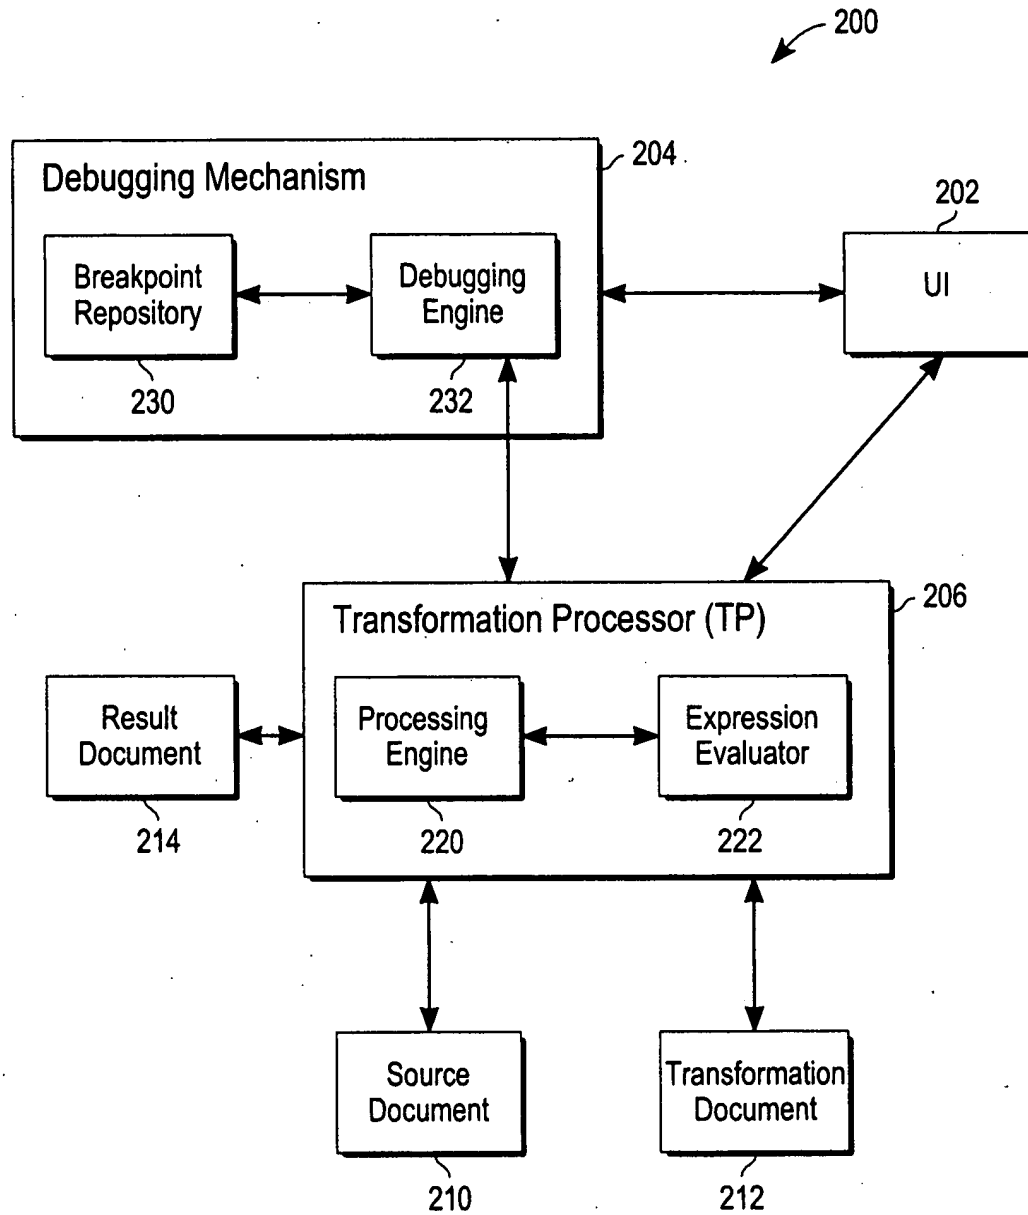 200
204
Debugging Mechanism
202
Breakpoint
Repository
Debugging
Engine
UI
230
232
206
Transformation Processor (TP)
Result
Document
Processing
Engine
Expression
Evaluator
214
220
222
Source
Document
Transformation
Document
210
212